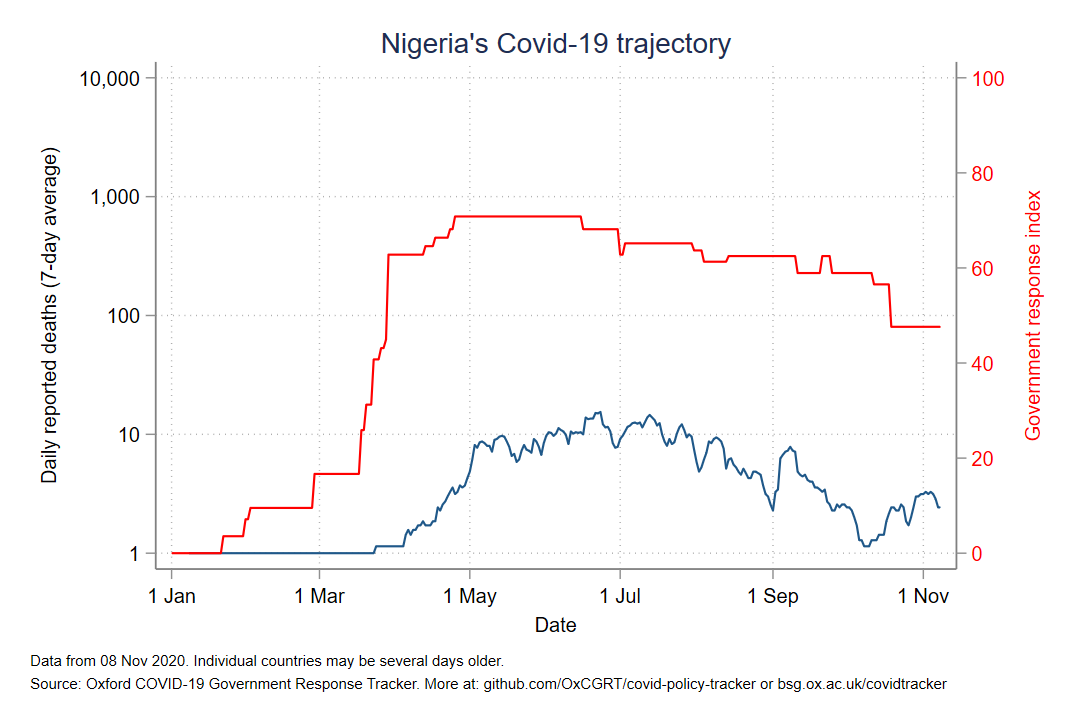 Nigeria's Covid-19 trajectory
10,000
1,000
100
10
1
Daily reported deaths (7-day average)
100
80
60
40
20
0
Government response index
1 Jan 1 Mar 1 May 1 Jul 1 Sep 1 Nov
Date
Data from 08 Nov 2020. Individual countries may be several days older.
Source: Oxford COVID-19 Government Response Tracker. More at: github.com/OxCGRT/covid-policy-tracker or bsg.ox.ac.uk/covidtracker